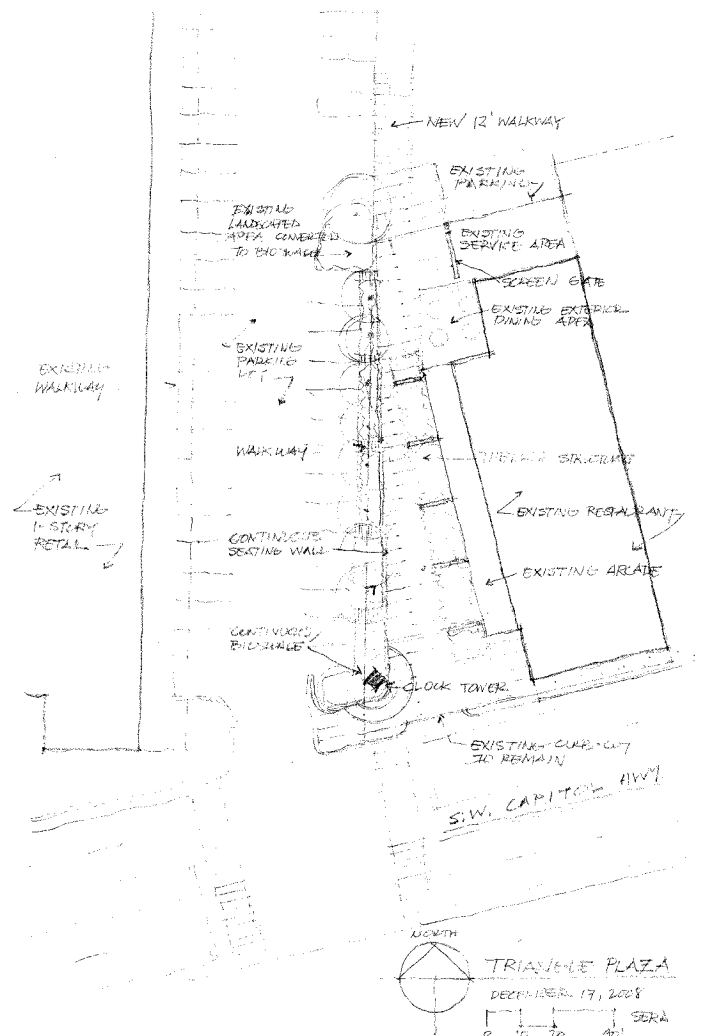 NEW 12' WALKWAY
EXISTING
PARKING
EXISTING
LANDSCAPED
AREA CONVERTED
TO BIOSWALE
EXISTING
SERVICE AREA
SCREEN GATE
EXISTING EXTERIOR
DINING AREA
EXISTING
PARKING
LOT
EXISTING
WALKWAY
WALKWAY
STRUCTURE
EXISTING
1-STORY
RETAIL
EXISTING RESTAURANT
CONTINUOUS
SEATING WALL
EXISTING ARCADE
CONTINUOUS
BIOSWALE
CLOCK TOWER
EXISTING CURB-CUT
TO REMAIN
S.W. CAPITOL HWY
NORTH
TRIANGLE PLAZA
DECEMBER 17, 2008
SERA
0 10 20 40'